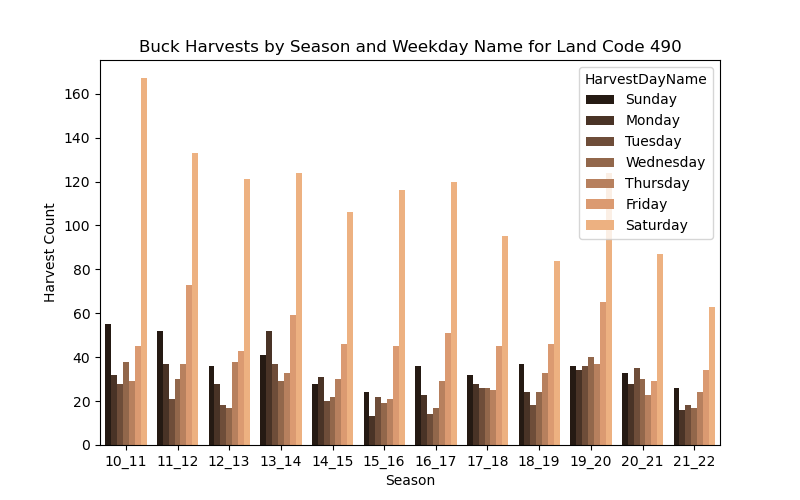 Buck Harvests by Season and Weekday Name for Land Code 490
HarvestDayName
Sunday
Monday
Tuesday
Wednesday
Thursday
Friday
Saturday
Harvest Count
160
140
120
100
80
60
40
20
0
10_11 11_12 12_13 13_14 14_15 15_16 16_17 17_18 18_19 19_20 20_21 21_22
Season